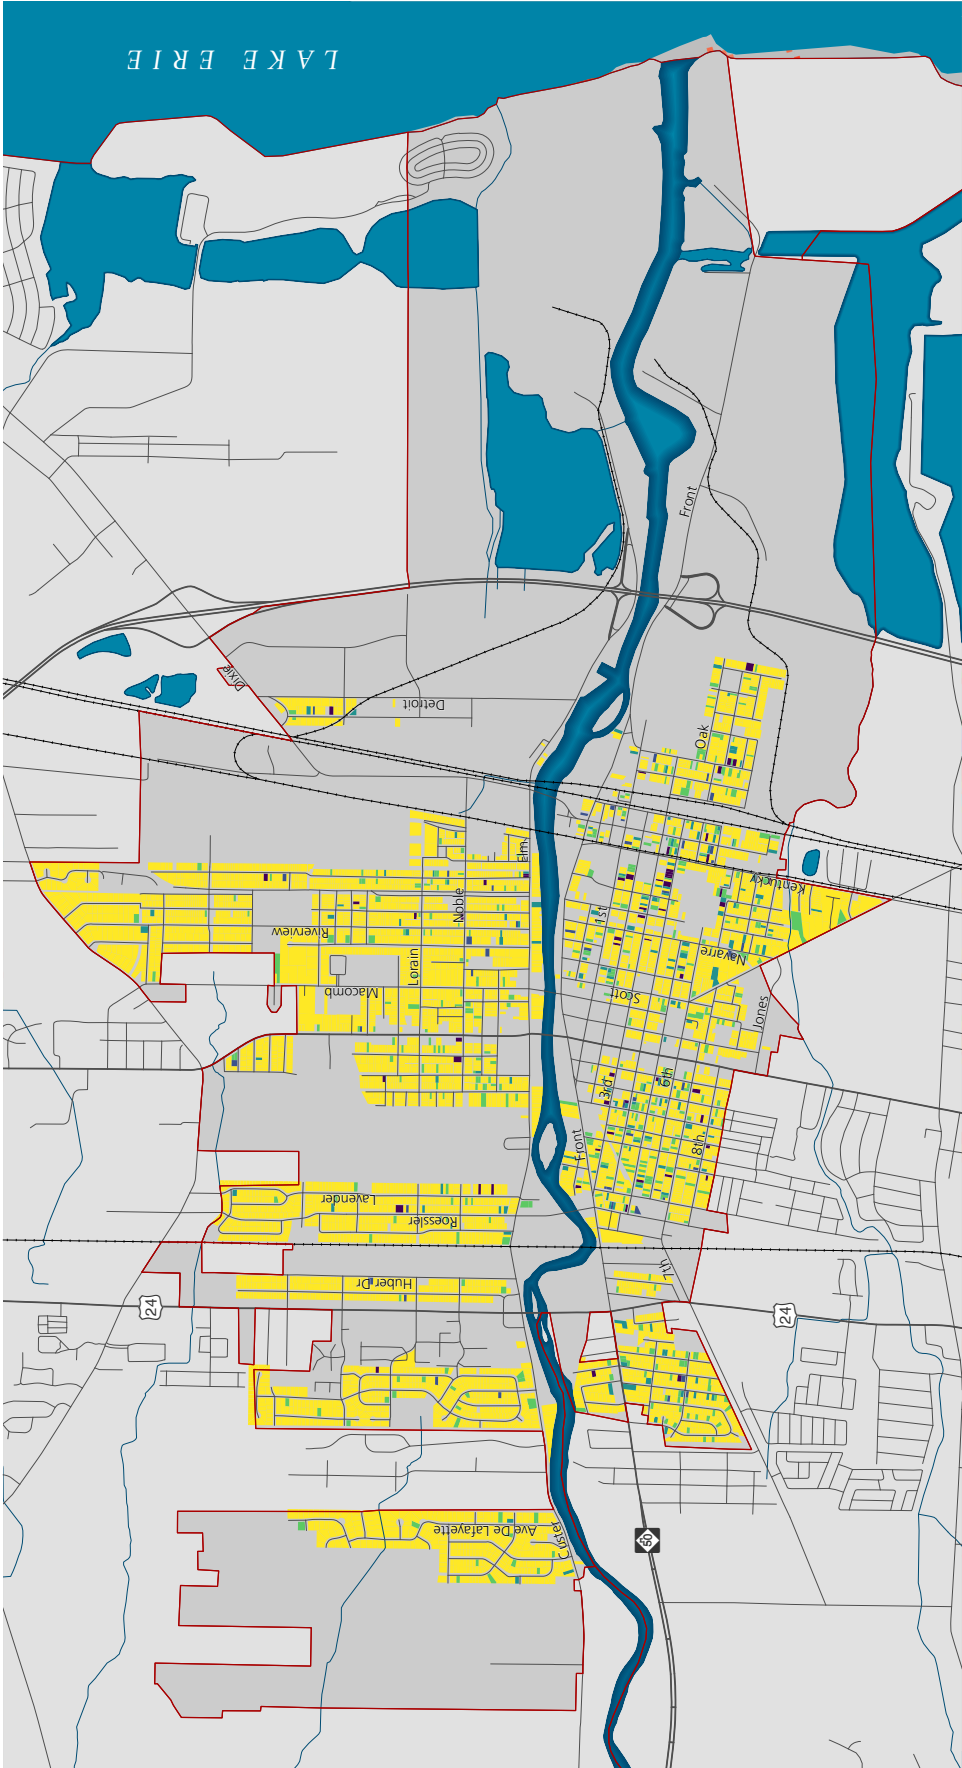 LAKE ERIE
Front
Dixie
Detroit
Oak
Elm
Kentucky
Noble
1st
Riverview
Navarre
Lorain
Macomb
Scott
Jones
6th
3rd
Front
8th
Lavender
Roessler
7th
Huber Dr
24
24
Ave De Lafayette
Custer
50